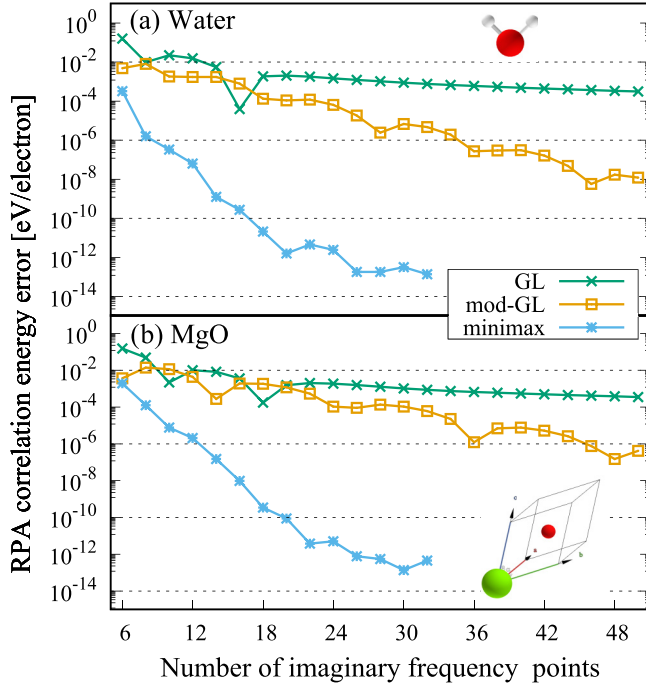 RPA correlation energy error [eV/electron]
(a) Water
10^0
10^-2
10^-4
10^-6
10^-8
10^-10
10^-12
10^-14
GL
mod-GL
minimax
(b) MgO
10^0
10^-2
10^-4
10^-6
10^-8
10^-10
10^-12
10^-14
c
a
b
6 12 18 24 30 36 42 48
Number of imaginary frequency points